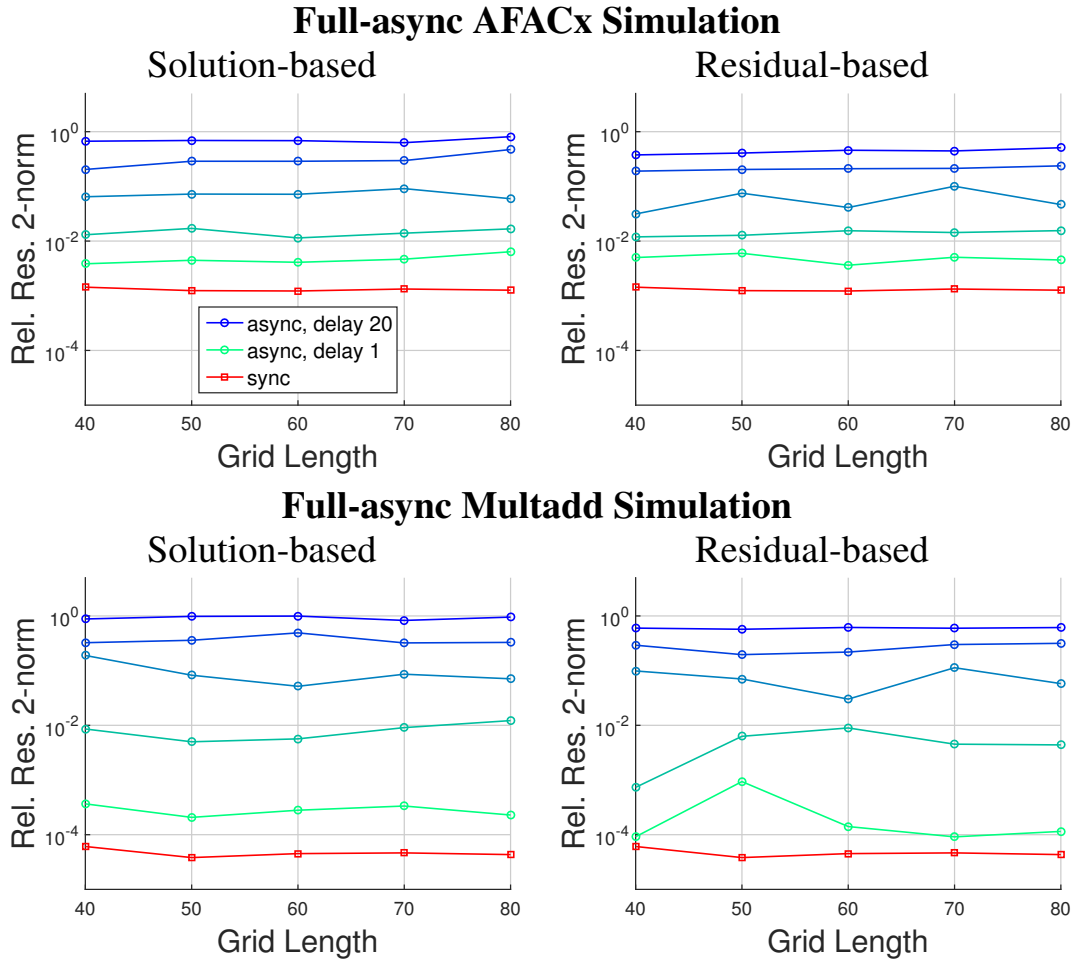 Full-async AFACx Simulation
Solution-based
Residual-based
Rel. Res. 2-norm
10^0
10^-2
10^-4
async, delay 20
async, delay 1
sync
40 50 60 70 80
Grid Length
Rel. Res. 2-norm
10^0
10^-2
10^-4
40 50 60 70 80
Grid Length
Full-async Multadd Simulation
Solution-based
Residual-based
Rel. Res. 2-norm
10^0
10^-2
10^-4
40 50 60 70 80
Grid Length
Rel. Res. 2-norm
10^0
10^-2
10^-4
40 50 60 70 80
Grid Length